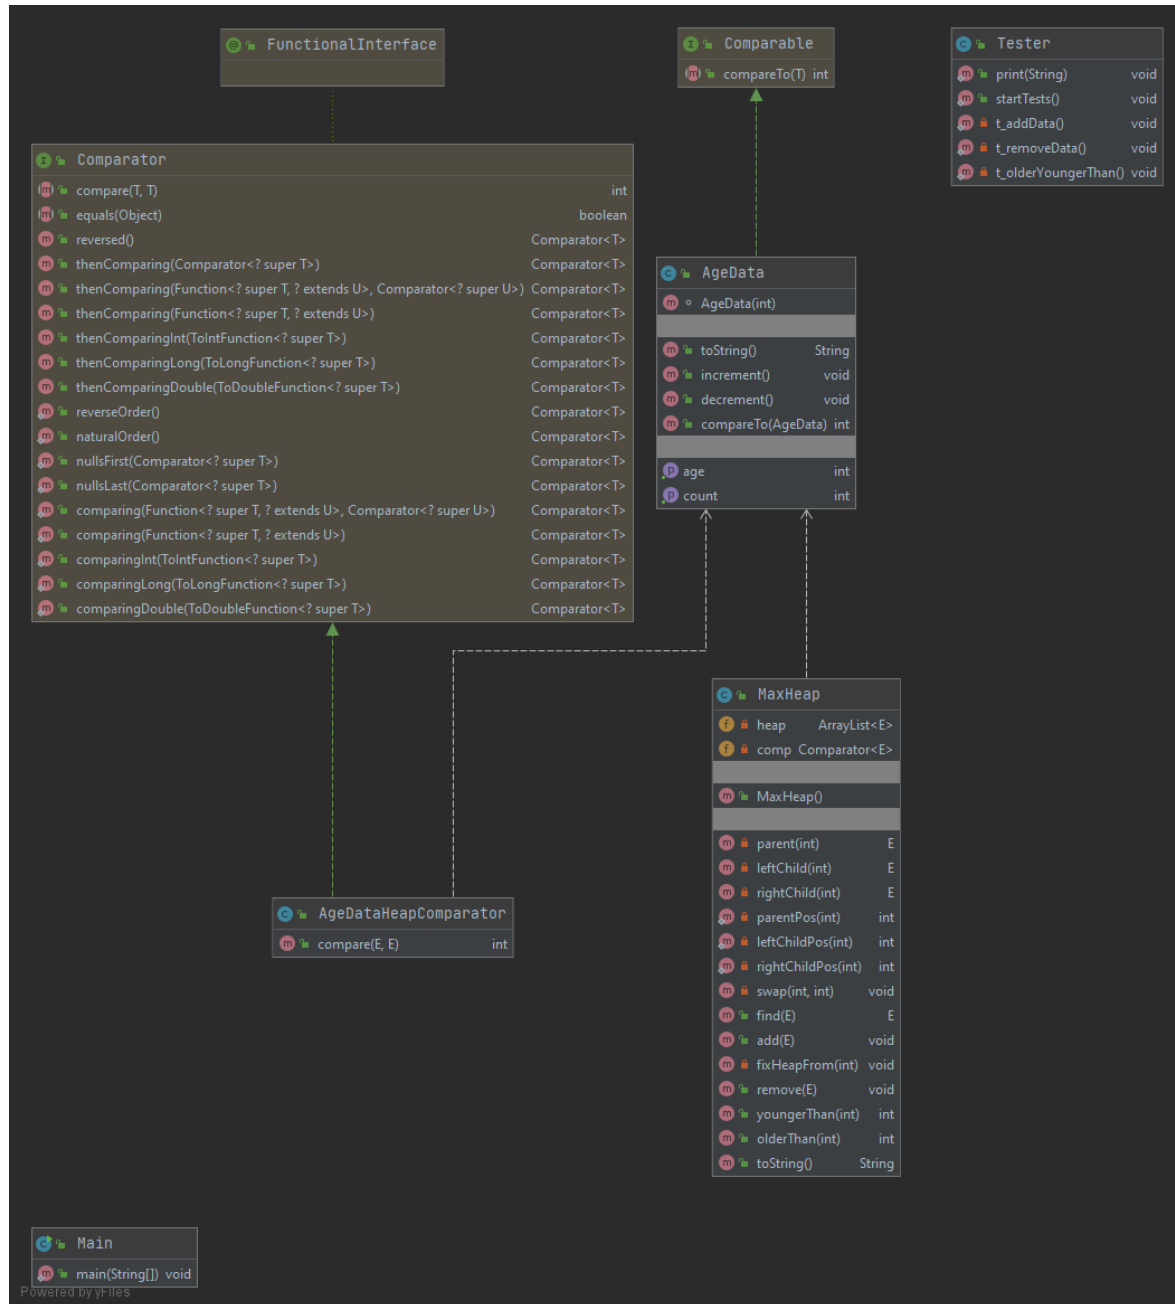 FunctionalInterface
Comparable
compareTo(T) int
Tester
print(String) void
startTests() void
t_addData() void
t_removeData() void
t_olderYoungerThan() void
Comparator
compare(T, T) int
equals(Object) boolean
reversed() Comparator<T>
thenComparing(Comparator<? super T>) Comparator<T>
thenComparing(Function<? super T, ? extends U>, Comparator<? super U>) Comparator<T>
thenComparing(Function<? super T, ? extends U>) Comparator<T>
thenComparingInt(ToIntFunction<? super T>) Comparator<T>
thenComparingLong(ToLongFunction<? super T>) Comparator<T>
thenComparingDouble(ToDoubleFunction<? super T>) Comparator<T>
reverseOrder() Comparator<T>
naturalOrder() Comparator<T>
nullsFirst(Comparator<? super T>) Comparator<T>
nullsLast(Comparator<? super T>) Comparator<T>
comparing(Function<? super T, ? extends U>, Comparator<? super U>) Comparator<T>
comparing(Function<? super T, ? extends U>) Comparator<T>
comparingInt(ToIntFunction<? super T>) Comparator<T>
comparingLong(ToLongFunction<? super T>) Comparator<T>
comparingDouble(ToDoubleFunction<? super T>) Comparator<T>
AgeData
AgeData(int)
toString() String
increment() void
decrement() void
compareTo(AgeData) int
age int
count int
MaxHeap
heap ArrayList<E>
comp Comparator<E>
MaxHeap()
parent(int) E
leftChild(int) E
rightChild(int) E
parentPos(int) int
leftChildPos(int) int
rightChildPos(int) int
swap(int, int) void
find(E) E
add(E) void
fixHeapFrom(int) void
remove(E) void
youngerThan(int) int
olderThan(int) int
toString() String
AgeDataHeapComparator
compare(E, E) int
Main
main(String[]) void
Powered by yFiles